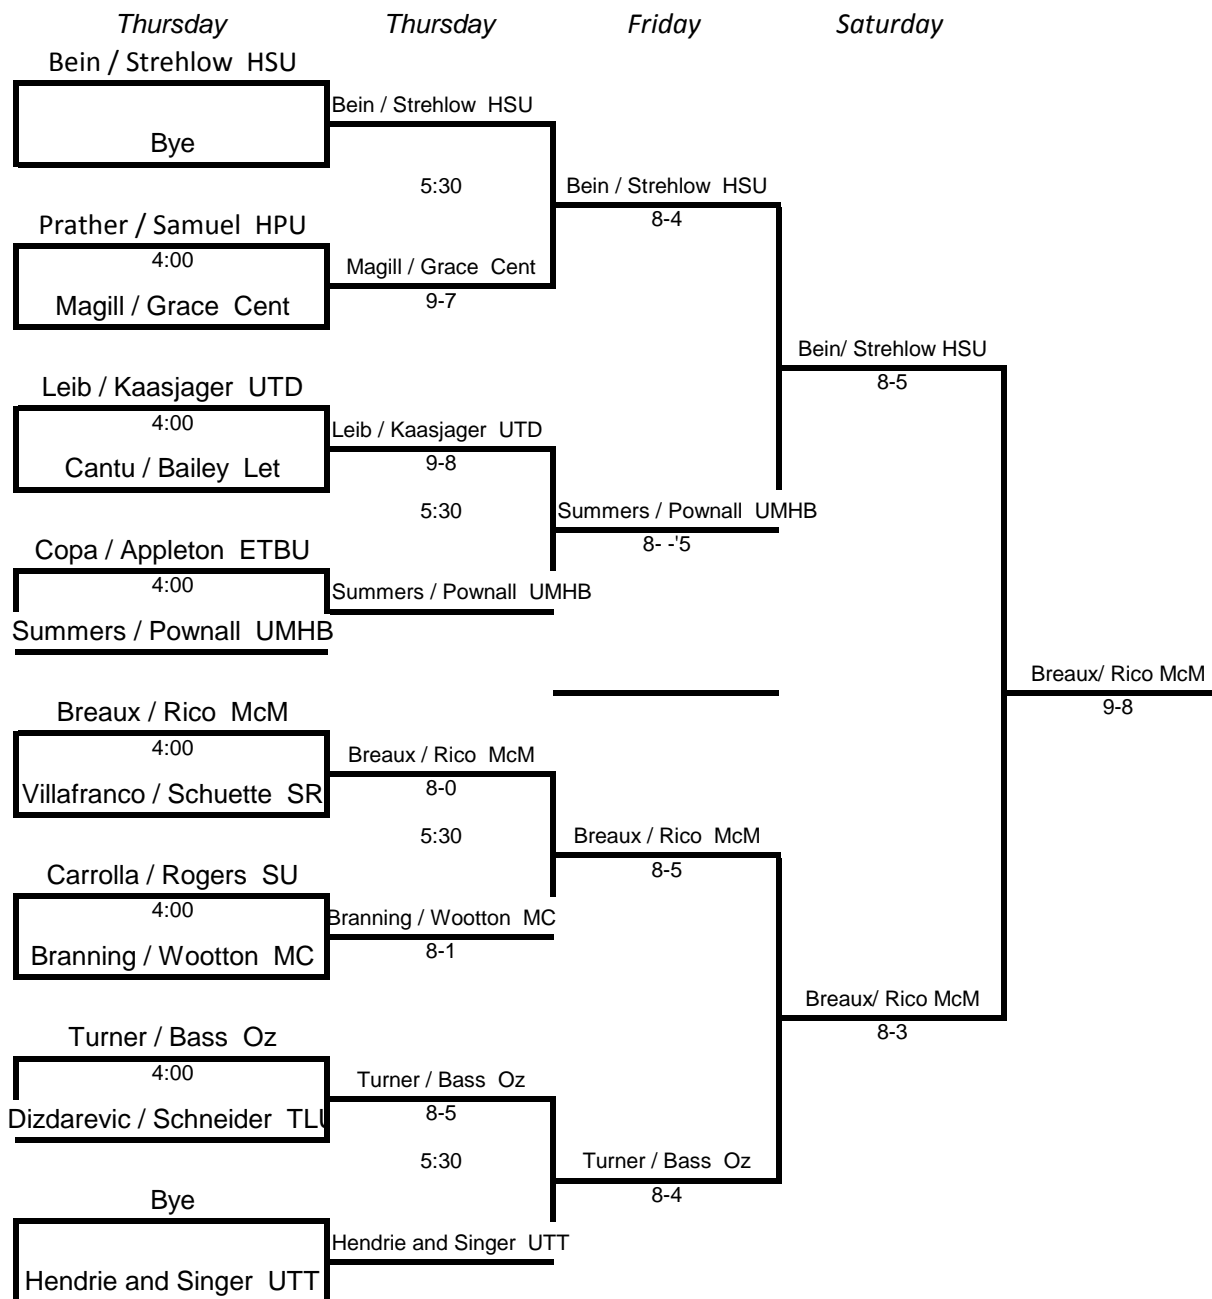 Thursday Thursday Friday Saturday
Bein / Strehlow HSU
Bein / Strehlow HSU
Bye
5:30 Bein / Strehlow HSU
Prather / Samuel HPU 8-4
4:00 Magill / Grace Cent
Magill / Grace Cent 9-7
Bein/ Strehlow HSU
Leib / Kaasjager UTD 8-5
4:00 Leib / Kaasjager UTD
Cantu / Bailey Let 9-8
5:30 Summers / Pownall UMHB
Copa / Appleton ETBU 8- -'5
4:00 Summers / Pownall UMHB
Summers / Pownall UMHB
Breaux/ Rico McM
Breaux / Rico McM 9-8
4:00 Breaux / Rico McM
Villafranco / Schuette SR 8-0
5:30 Breaux / Rico McM
Carrolla / Rogers SU 8-5
4:00 Branning / Wootton MC
Branning / Wootton MC 8-1
Breaux/ Rico McM
Turner / Bass Oz 8-3
4:00 Turner / Bass Oz
Dizdarevic / Schneider TLU 8-5
5:30 Turner / Bass Oz
Bye 8-4
Hendrie and Singer UTT
Hendrie and Singer UTT